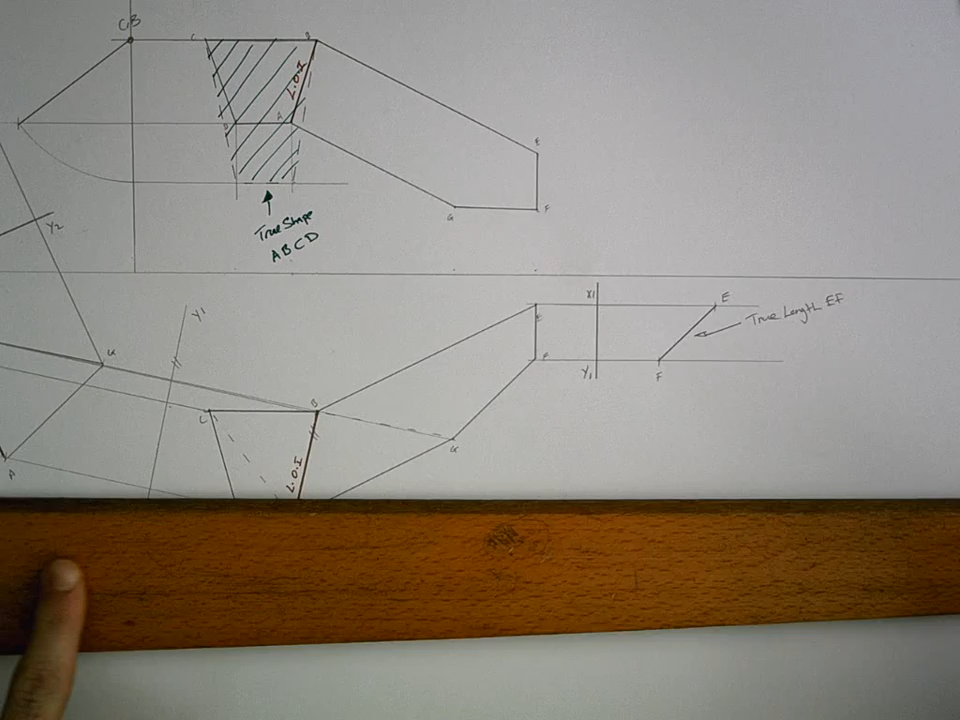 C,B
C
B
L.O.I
D
A
E
G
F
True Shape
ABCD
Y2
X1
E
True Length EF
Y1
E
F
Y1
F
G
B
C
G
L.O.I
A